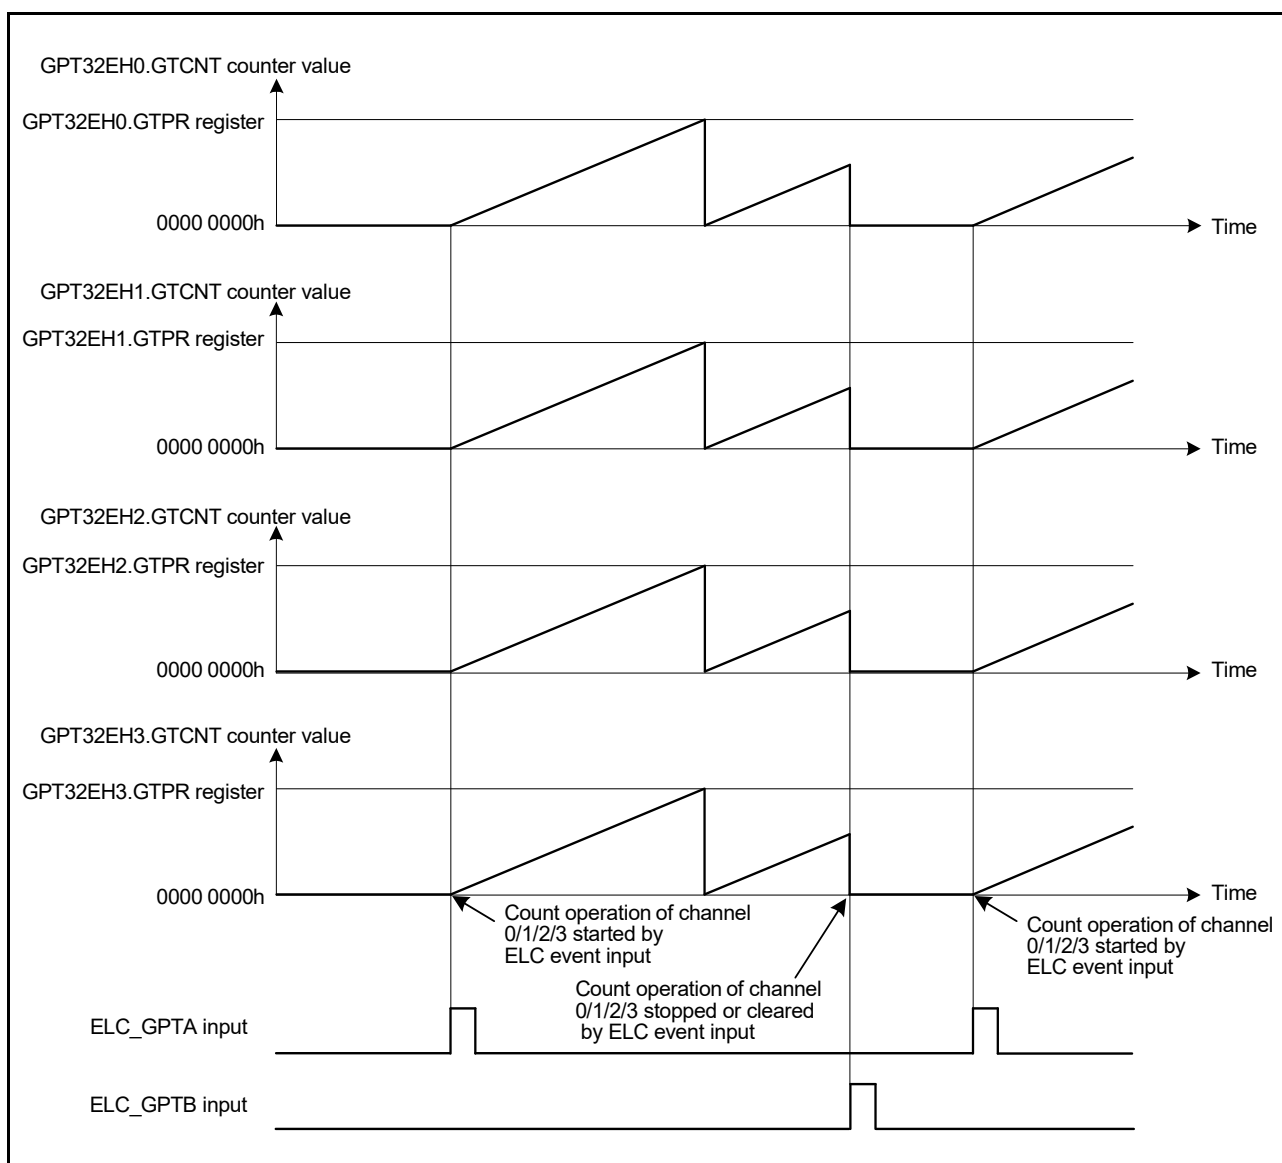 GPT32EH0.GTCNT counter value
GPT32EH0.GTPR register
0000 0000h
Time
GPT32EH1.GTCNT counter value
GPT32EH1.GTPR register
0000 0000h
Time
GPT32EH2.GTCNT counter value
GPT32EH2.GTPR register
0000 0000h
Time
GPT32EH3.GTCNT counter value
GPT32EH3.GTPR register
0000 0000h
Time
Count operation of channel
0/1/2/3 started by
ELC event input
Count operation of channel
0/1/2/3 started by
ELC event input
Count operation of channel
0/1/2/3 stopped or cleared
by ELC event input
ELC_GPTA input
ELC_GPTB input